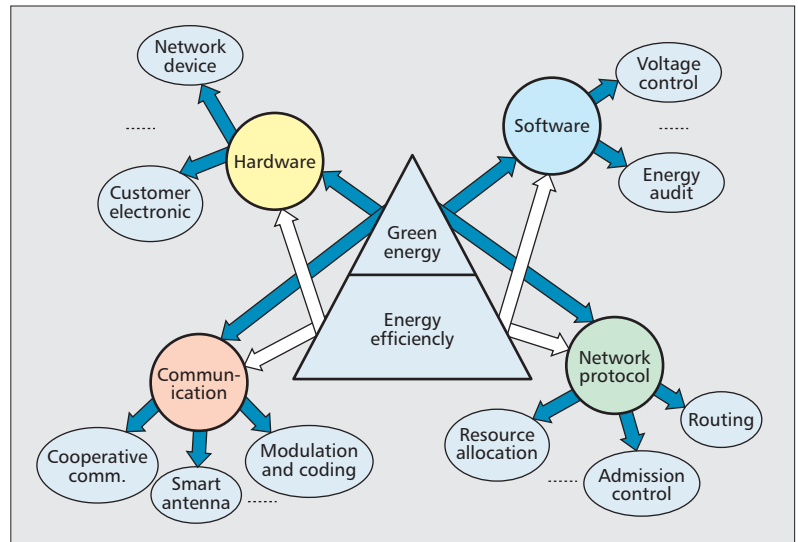 Network
device
Voltage
control
Software
Hardware
Customer
electronic
Energy
audit
Green
energy
Energy
efficiencly
Commun-
ication
Network
protocol
Cooperative
comm.
Smart
antenna
Modulation
and coding
Resource
allocation
Admission
control
Routing